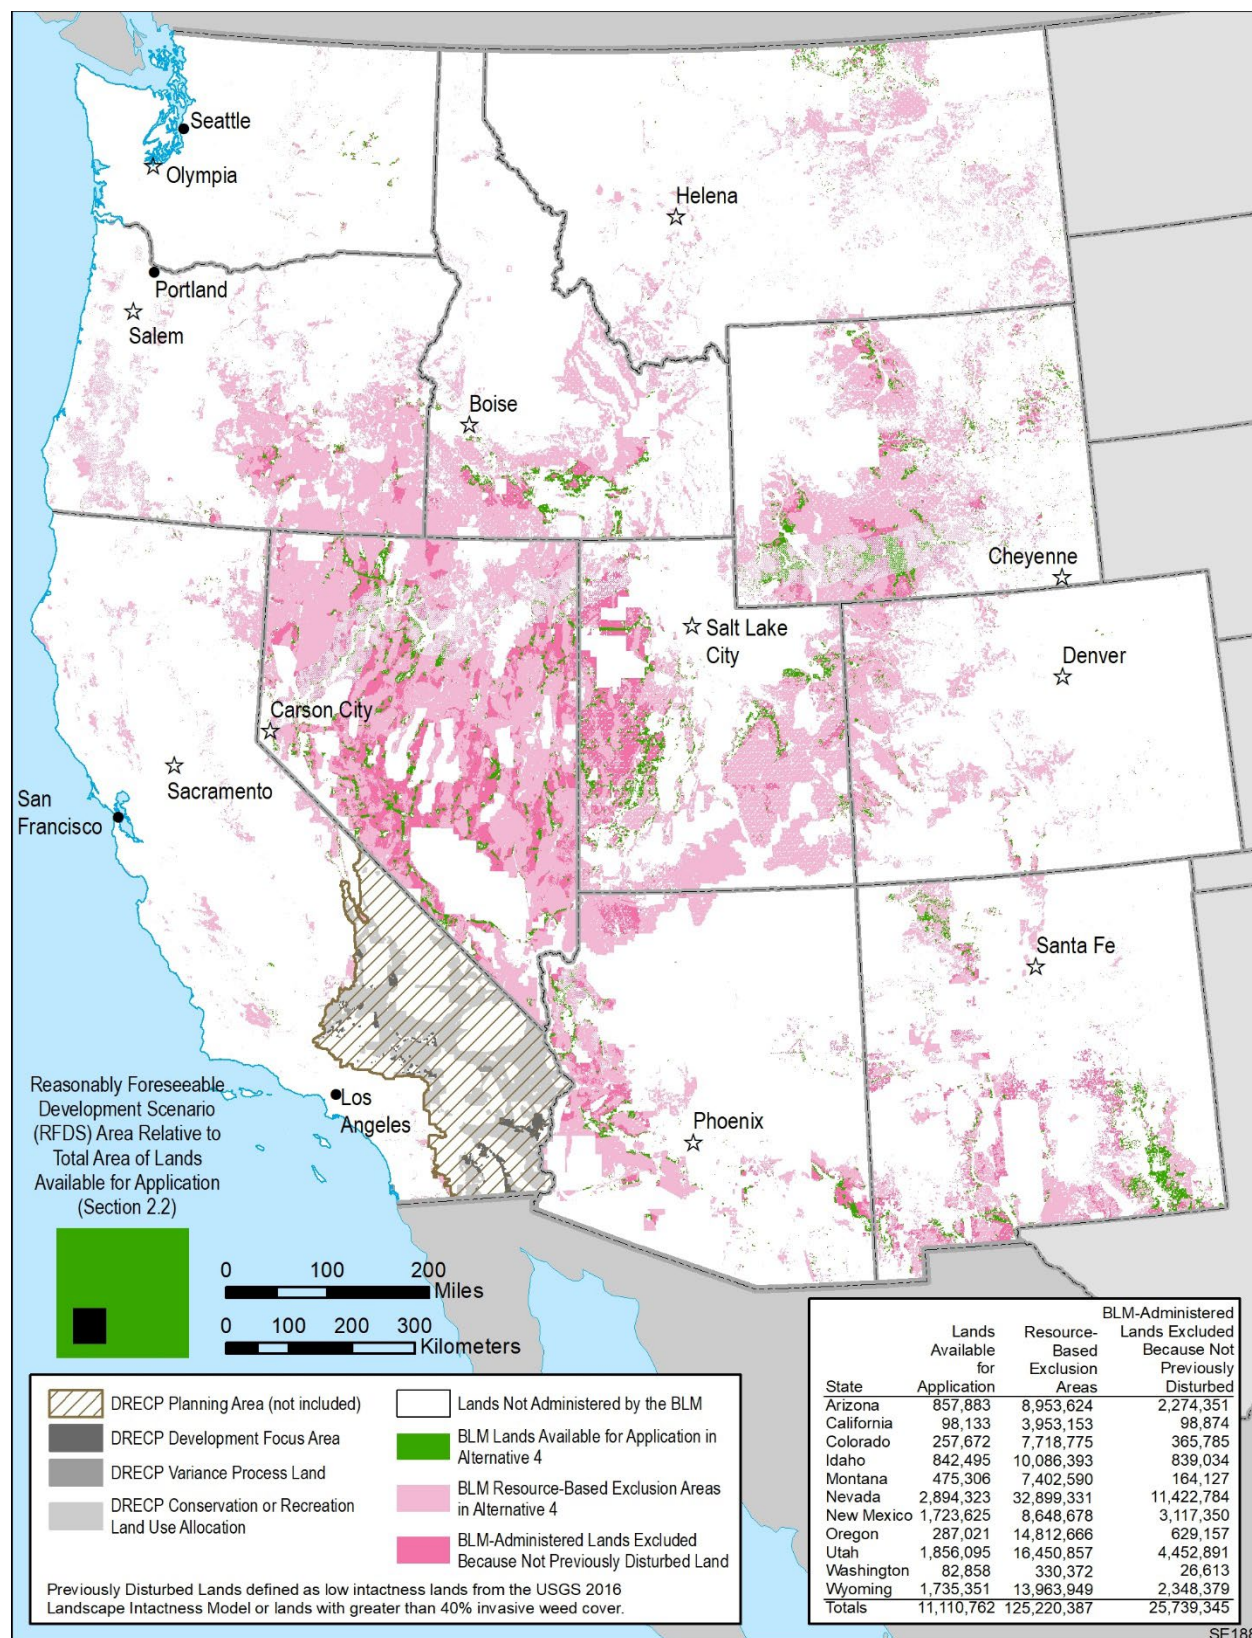 Seattle
Olympia
Helena
Portland
Salem
Boise
Cheyenne
Salt Lake
City
Denver
Carson City
Sacramento
San
Francisco
Santa Fe
Los
Angeles
Phoenix
Reasonably Foreseeable
Development Scenario
(RFDS) Area Relative to
Total Area of Lands
Available for Application
(Section 2.2)
0 100 200
Miles
0 100 200 300
Kilometers
DRECP Planning Area (not included)
DRECP Development Focus Area
DRECP Variance Process Land
DRECP Conservation or Recreation
Land Use Allocation
Lands Not Administered by the BLM
BLM Lands Available for Application in
Alternative 4
BLM Resource-Based Exclusion Areas
in Alternative 4
BLM-Administered Lands Excluded
Because Not Previously Disturbed Land
Previously Disturbed Lands defined as low intactness lands from the USGS 2016
Landscape Intactness Model or lands with greater than 40% invasive weed cover.
BLM-Administered
Lands Resource- Lands Excluded
Available Based Because Not
for Exclusion Previously
State Application Areas Disturbed
Arizona 857,883 8,953,624 2,274,351
California 98,133 3,953,153 98,874
Colorado 257,672 7,718,775 365,785
Idaho 842,495 10,086,393 839,034
Montana 475,306 7,402,590 164,127
Nevada 2,894,323 32,899,331 11,422,784
New Mexico 1,723,625 8,648,678 3,117,350
Oregon 287,021 14,812,666 629,157
Utah 1,856,095 16,450,857 4,452,891
Washington 82,858 330,372 26,613
Wyoming 1,735,351 13,963,949 2,348,379
Totals 11,110,762 125,220,387 25,739,345
SE188